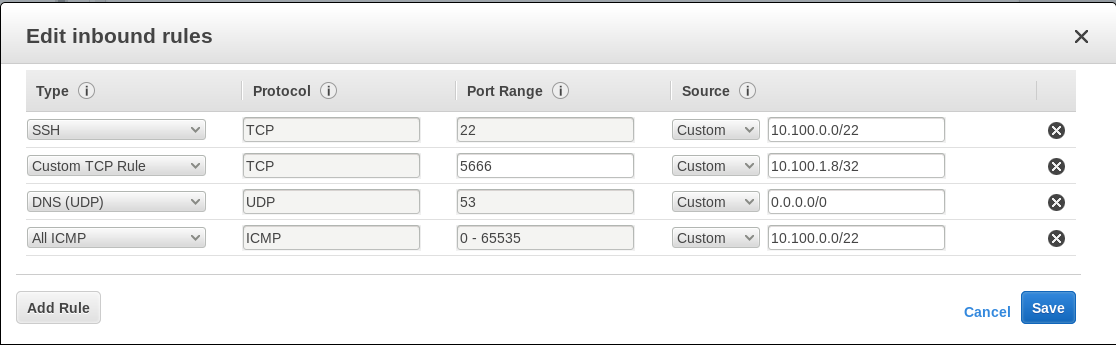 Edit inbound rules
Type Protocol Port Range Source
SSH TCP 22 Custom 10.100.0.0/22
Custom TCP Rule TCP 5666 Custom 10.100.1.8/32
DNS (UDP) UDP 53 Custom 0.0.0.0/0
All ICMP ICMP 0 - 65535 Custom 10.100.0.0/22
Add Rule Cancel Save